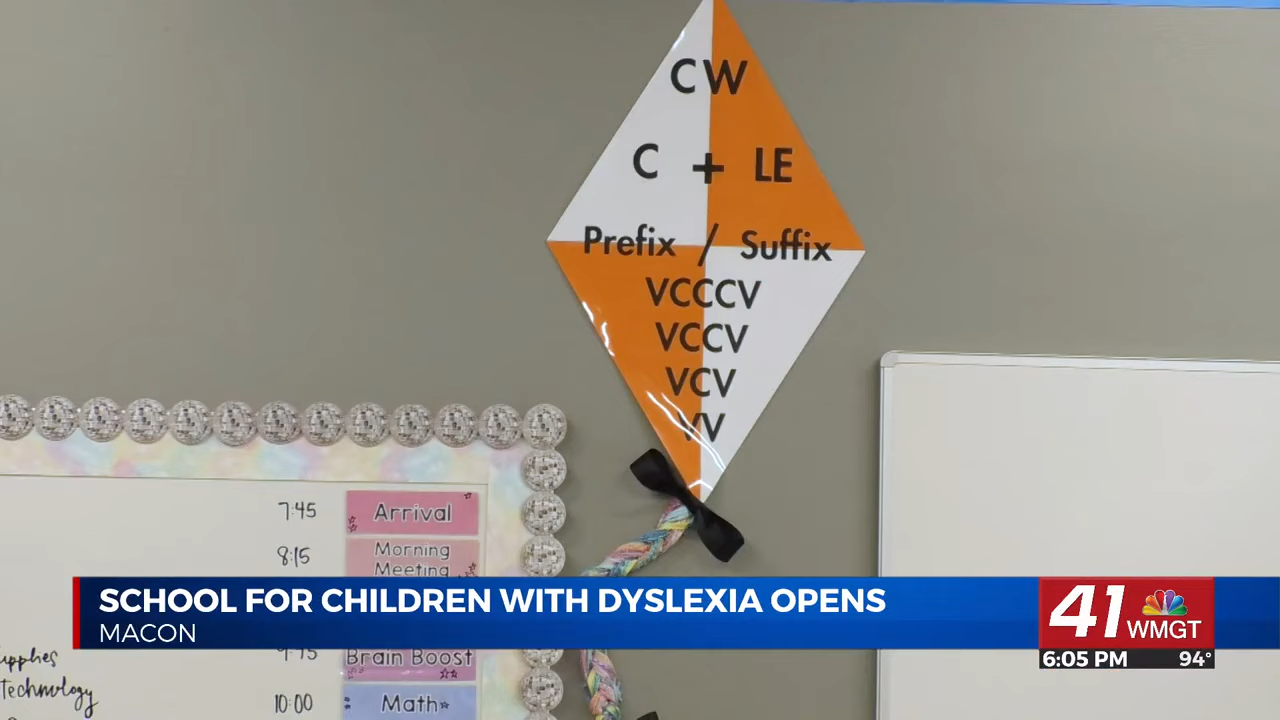 CW
C + LE
Prefix / Suffix
VCCCV
VCCV
VCV
VV
7:45 Arrival
8:15 Morning
Meeting
Brain Boost
Technology
10:00 Math
SCHOOL FOR CHILDREN WITH DYSLEXIA OPENS
MACON
41
WMGT
6:05 PM 94°